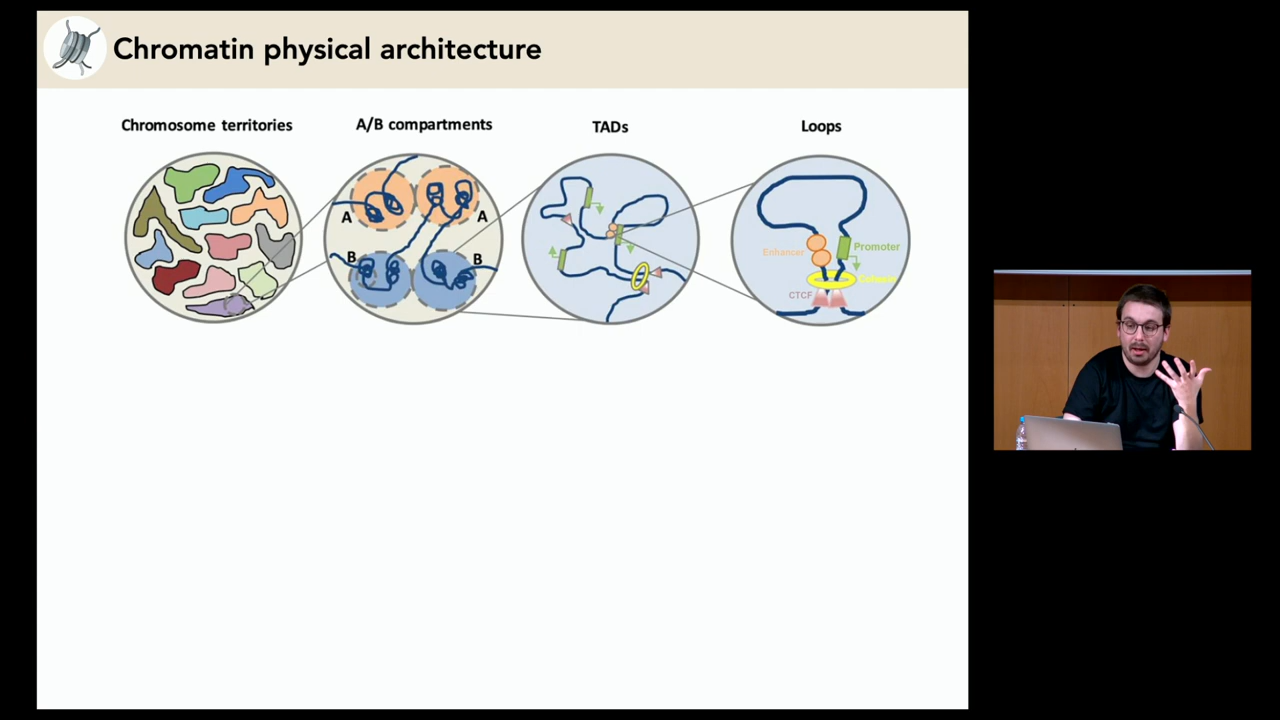 Chromatin physical architecture
Chromosome territories
A/B compartments
TADs
Loops
A
A
B
B
Enhancer
Promoter
CTCF